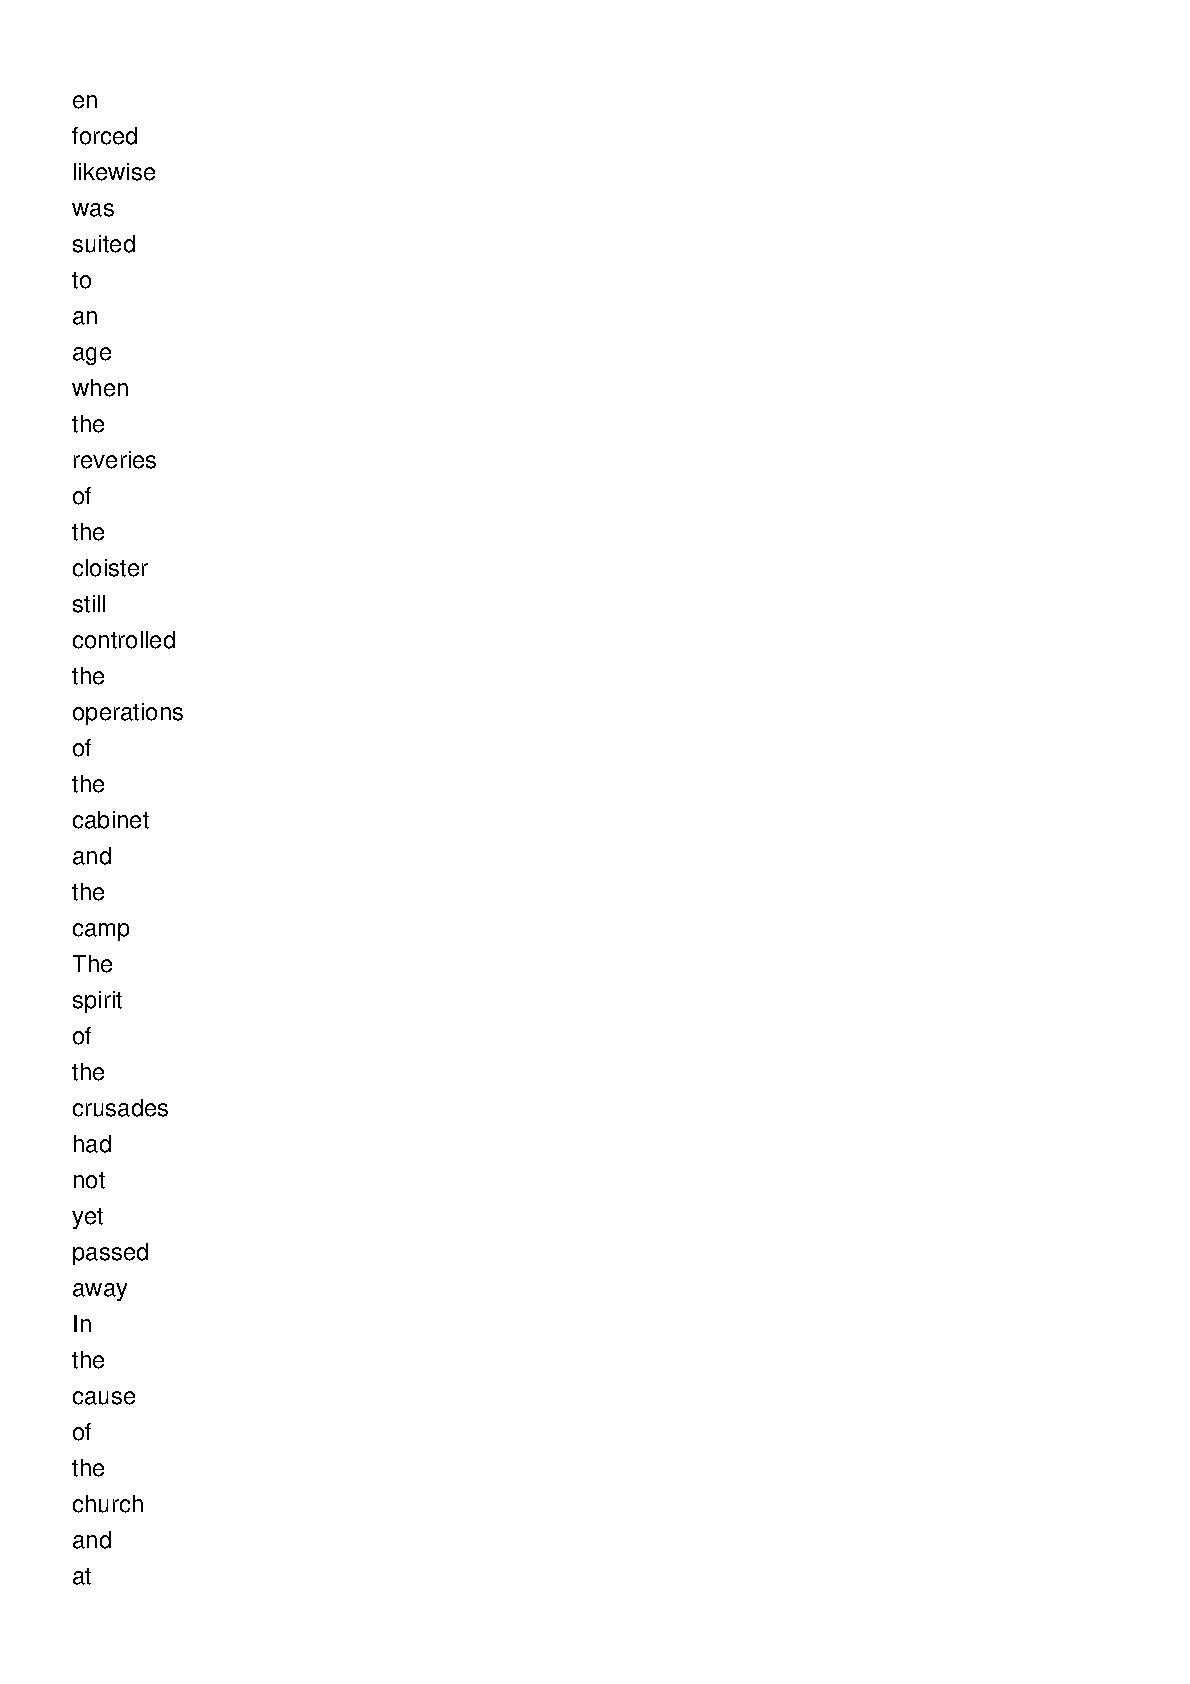 en
forced
likewise
was
suited
to
an
age
when
the
reveries
of
the
cloister
still
controlled
the
operations
of
the
cabinet
and
the
camp
The
spirit
of
the
crusades
had
not
yet
passed
away
In
the
cause
of
the
church
and
at